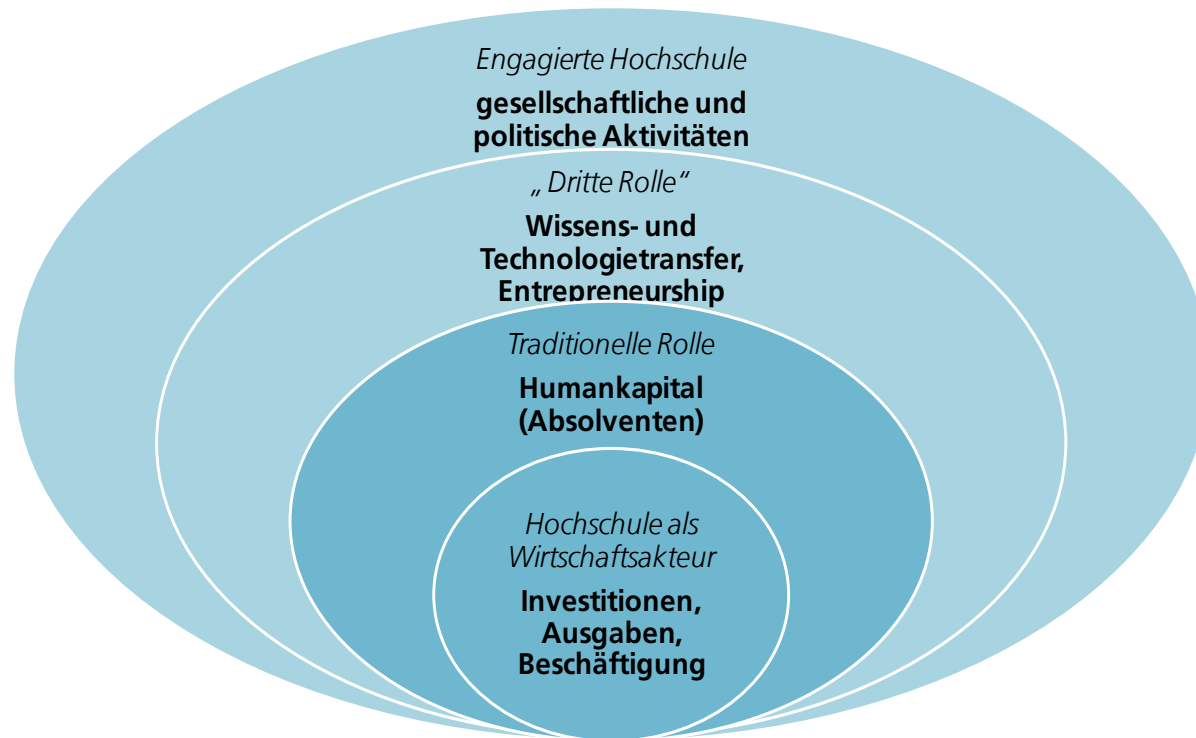 Engagierte Hochschule
gesellschaftliche und
politische Aktivitäten
„ Dritte Rolle“
Wissens- und
Technologietransfer,
Entrepreneurship
Traditionelle Rolle
Humankapital
(Absolventen)
Hochschule als
Wirtschaftsakteur
Investitionen,
Ausgaben,
Beschäftigung